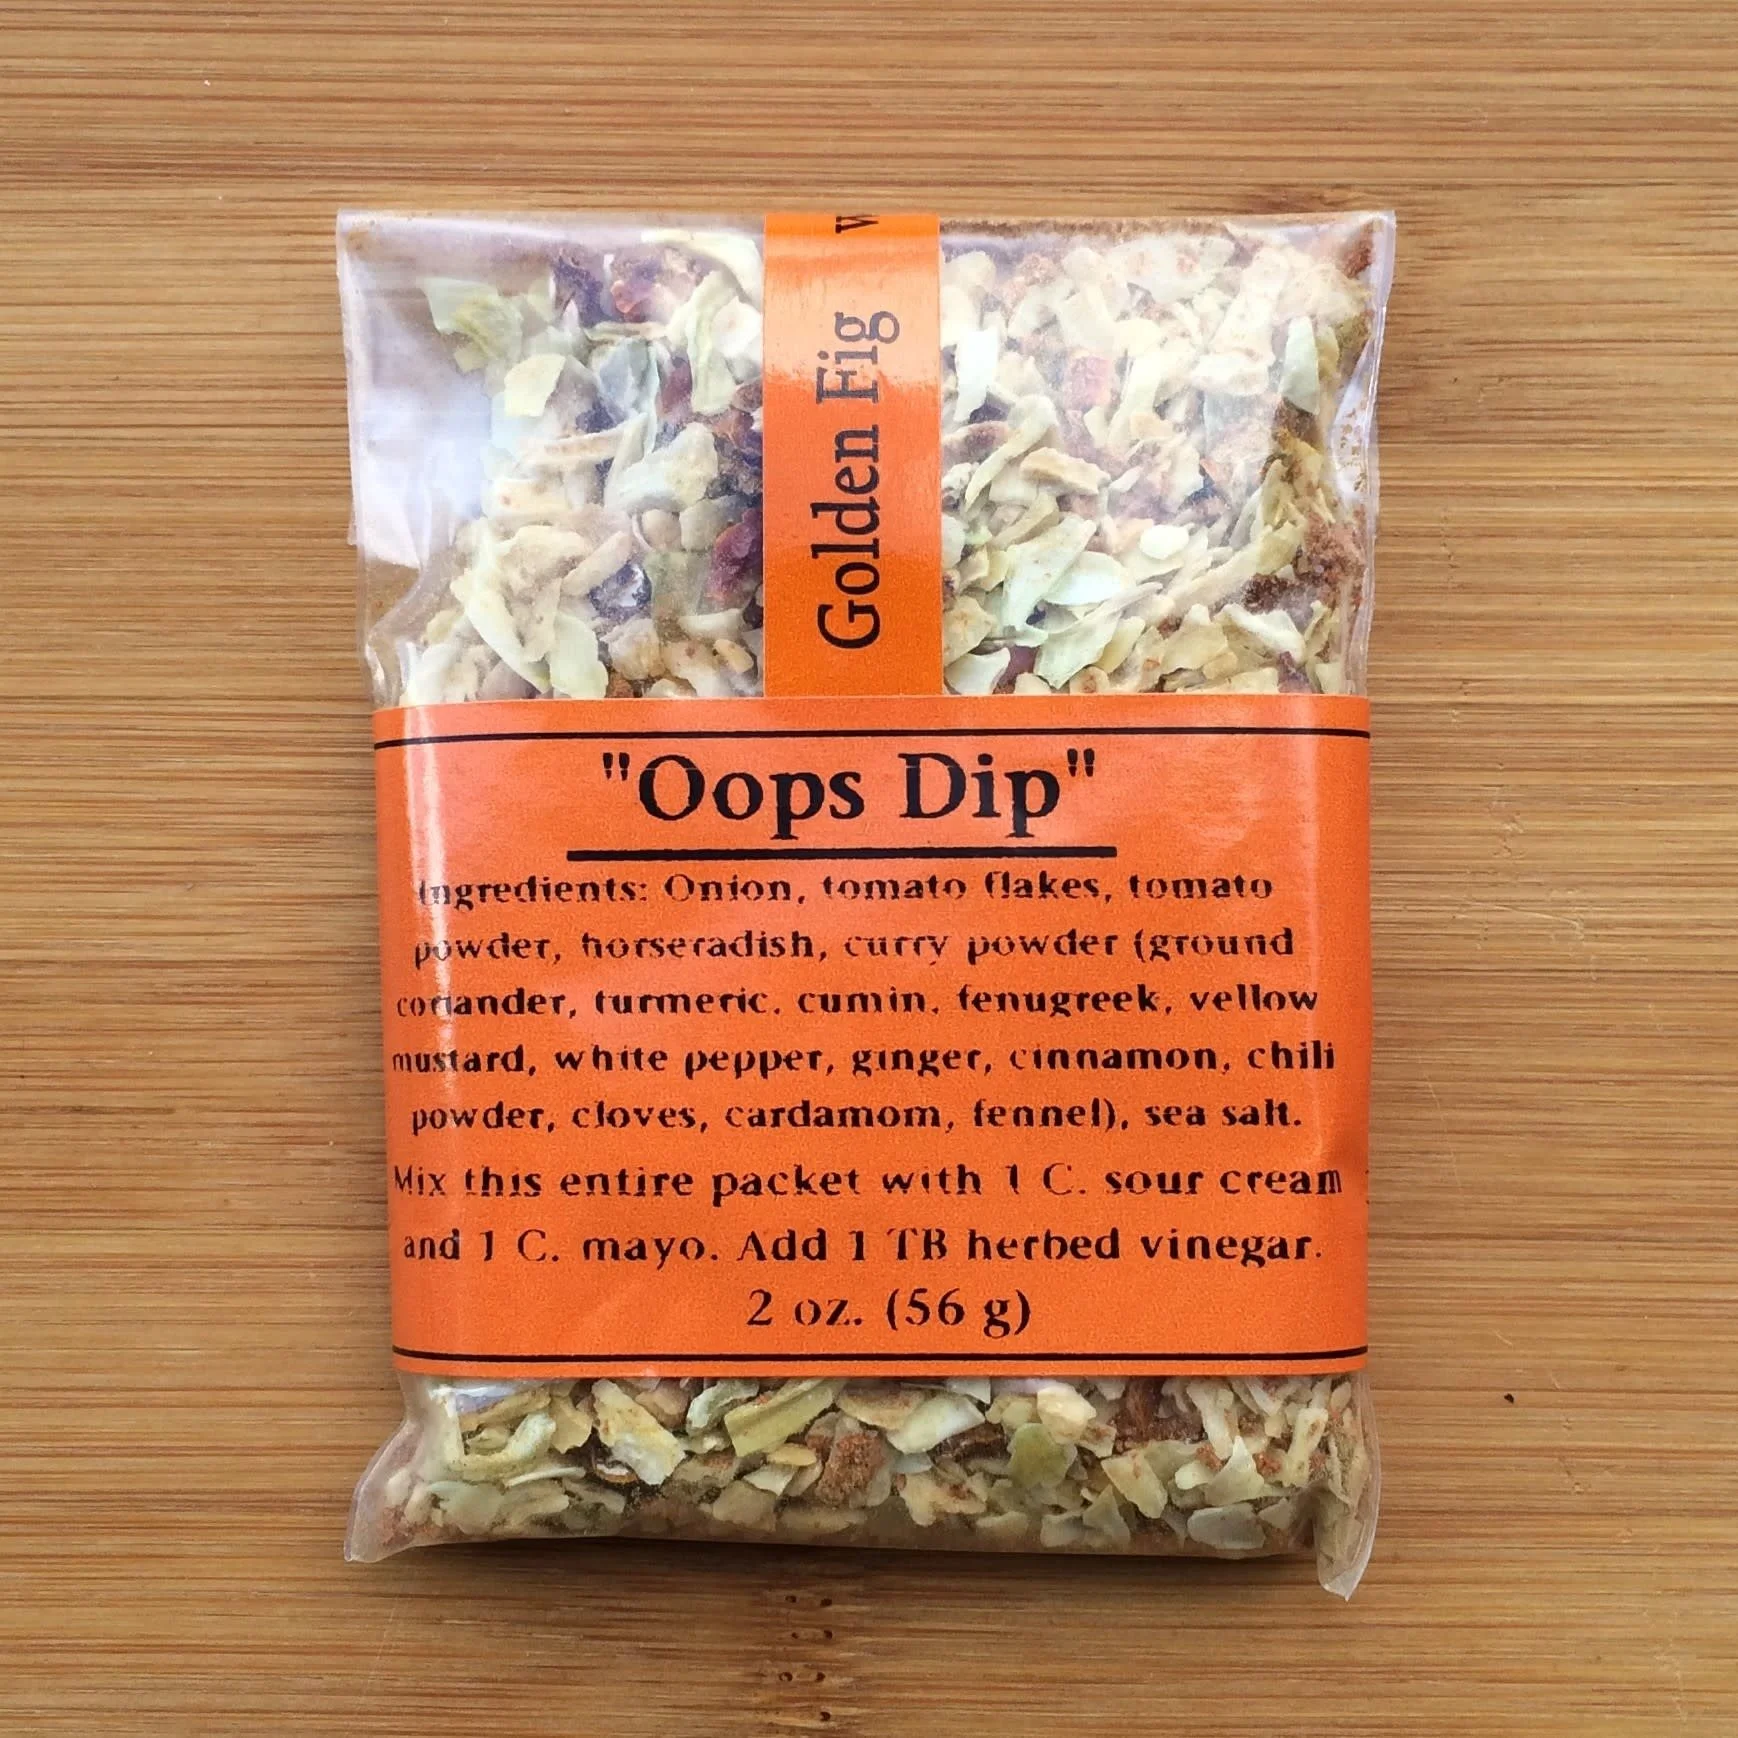 Golden Fig
"Oops Dip"
Ingredients: Onion, tomato flakes, tomato
powder, horseradish, curry powder (ground
coriander, turmeric, cumin, fenugreek, yellow
mustard, white pepper, ginger, cinnamon, chili
powder, cloves, cardamom, fennel), sea salt.
Mix this entire packet with 1 C. sour cream
and 1 C. mayo. Add 1 TB herbed vinegar.
2 oz. (56 g)